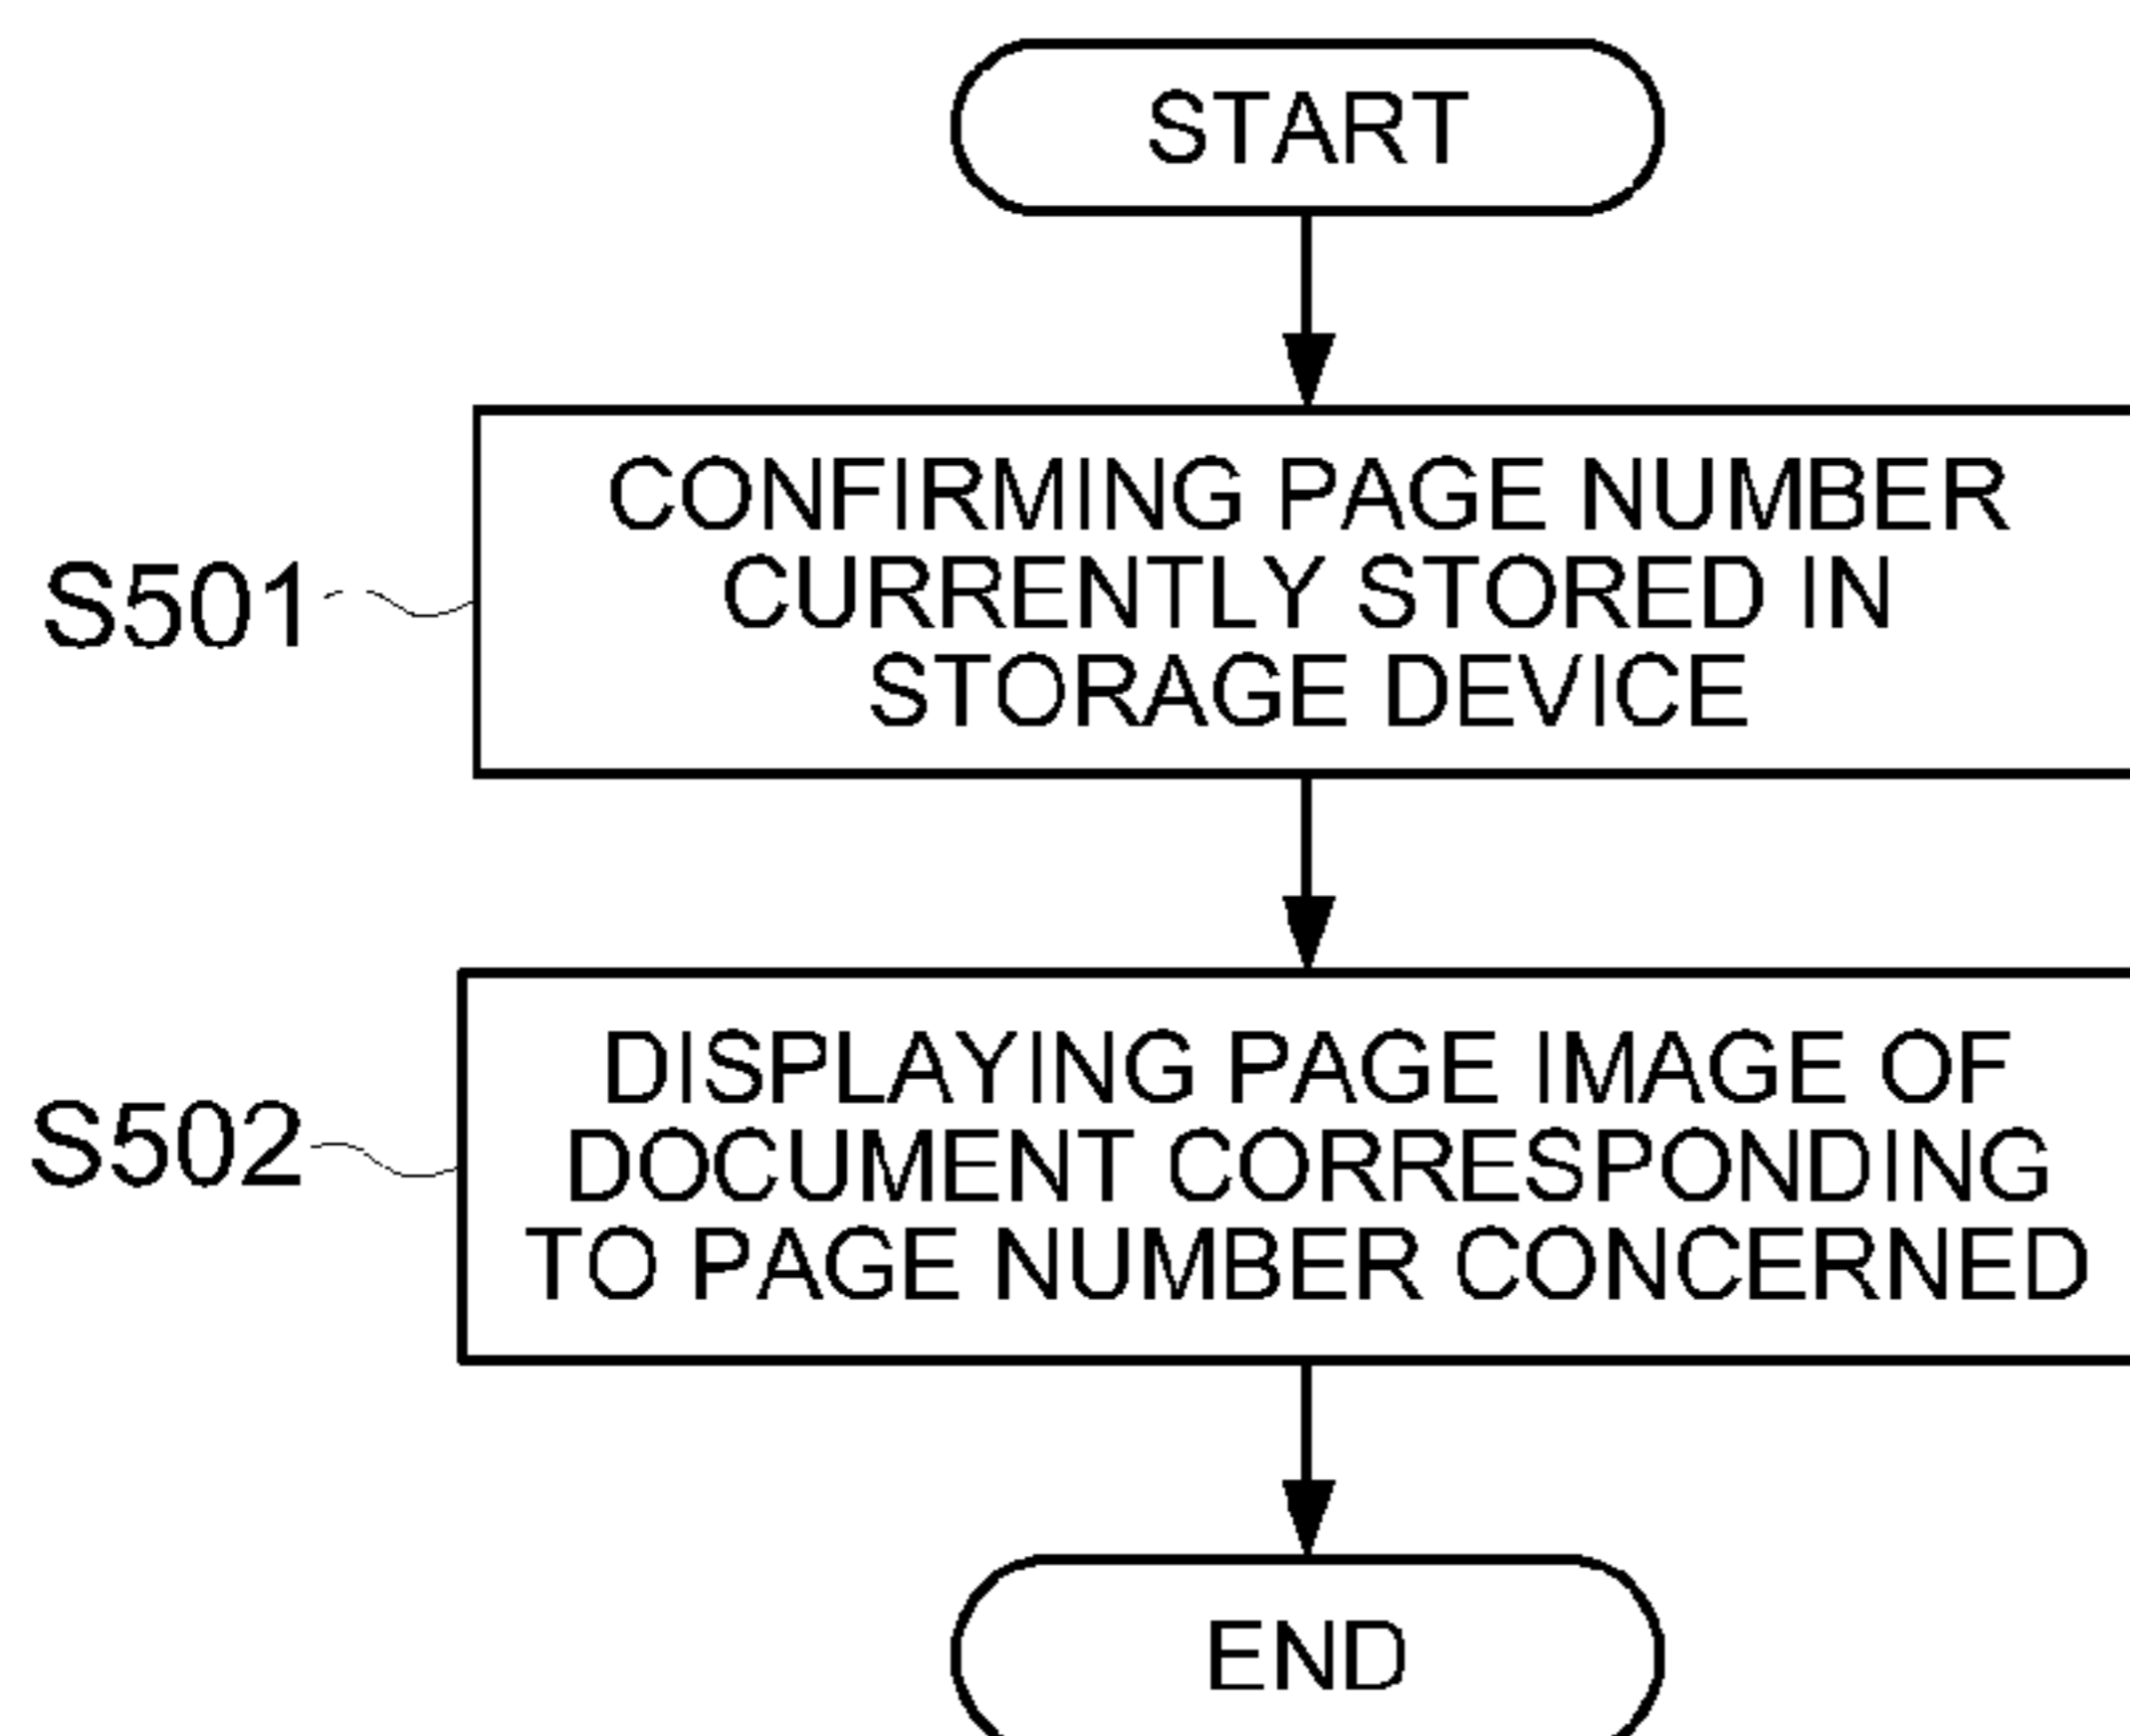 START
CONFIRMING PAGE NUMBER
CURRENTLY STORED IN
STORAGE DEVICE
S501
DISPLAYING PAGE IMAGE OF
DOCUMENT CORRESPONDING
TO PAGE NUMBER CONCERNED
S502
END